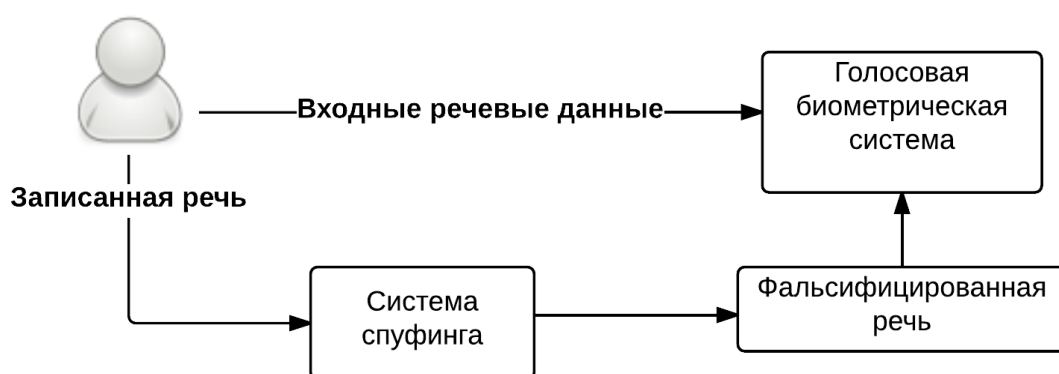 Голосовая
биометрическая
система
Входные речевые данные
Записанная речь
Система
спуфинга
Фальсифицированная
речь